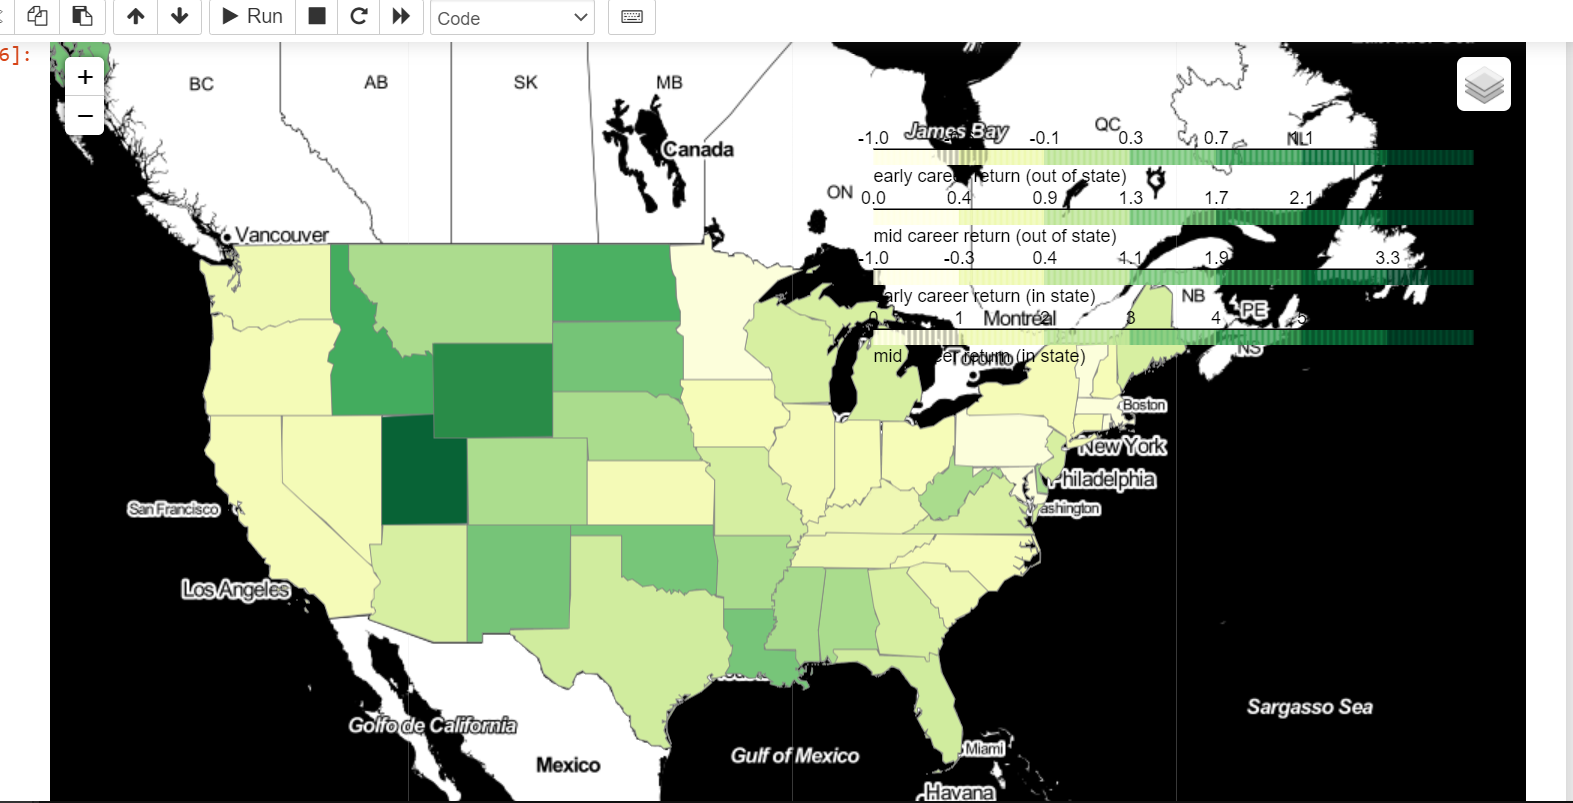 Run
Code
6]:
+
−
BC
AB
SK
MB
Canada
ON
James Bay
QC
NL
-1.0
-0.1
0.3
0.7
1.1
early career return (out of state)
0.0
0.4
0.9
1.3
1.7
2.1
mid career return (out of state)
-1.0
-0.3
0.4
1.1
1.9
3.3
early career return (in state)
NB
PE
NS
0
1
2
3
4
5
mid career return (in state)
Montréal
Toronto
Vancouver
Boston
New York
Philadelphia
Washington
San Francisco
Los Angeles
Golfo de California
Mexico
Gulf of Mexico
Miami
Havana
Sargasso Sea